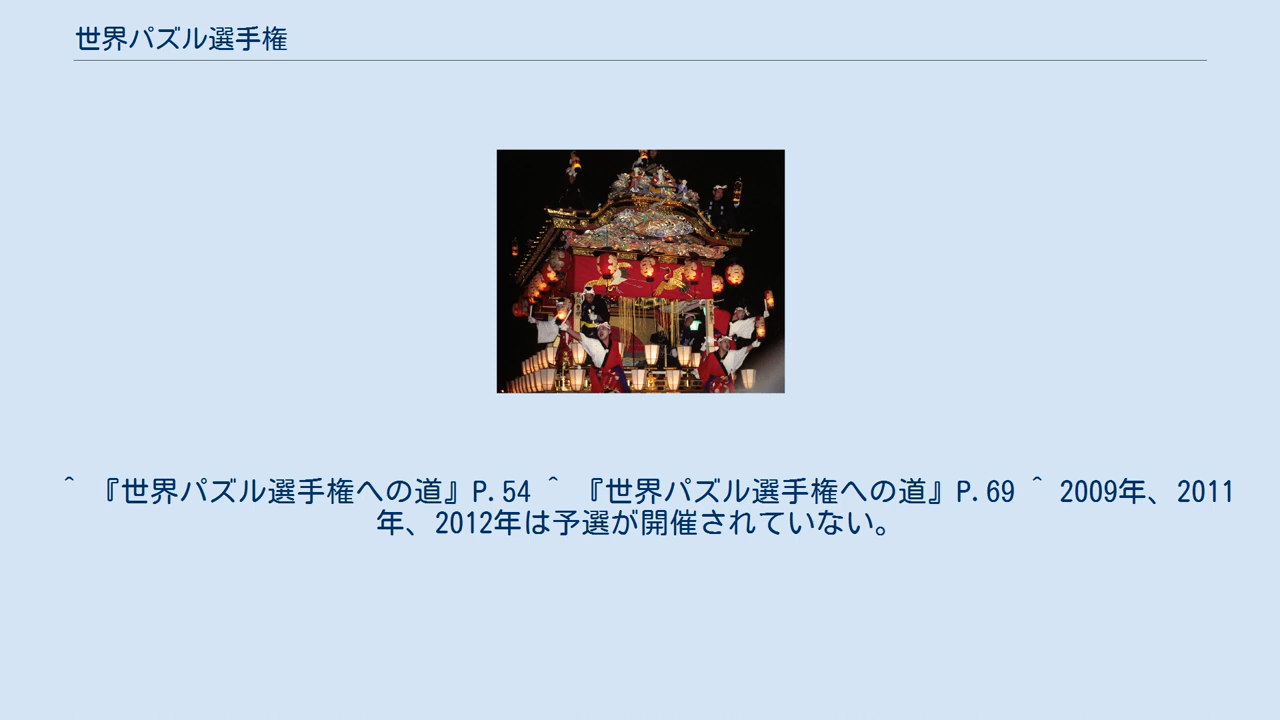 世界パズル選手権
^ 『世界パズル選手権への道』P.54 ^ 『世界パズル選手権への道』P.69 ^ 2009年、2011
年、2012年は予選が開催されていない。